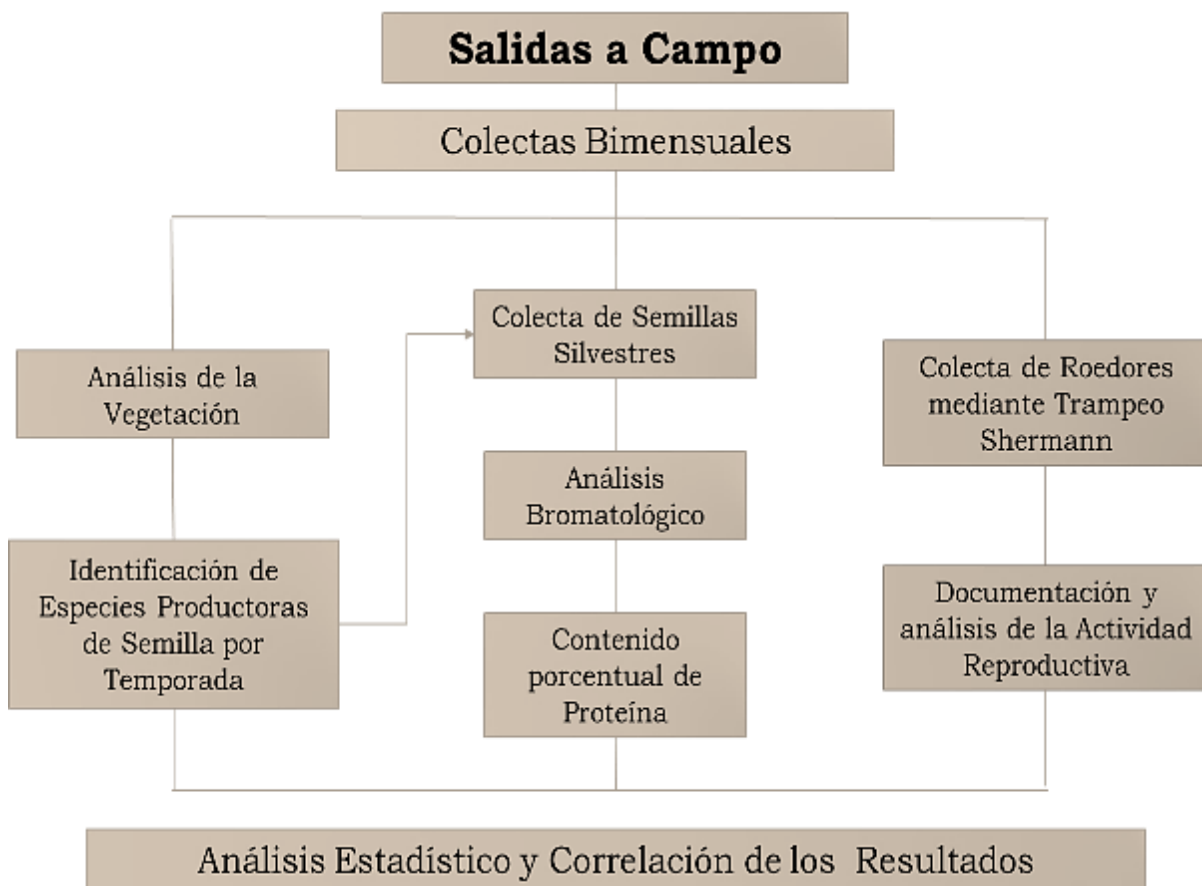 Salidas a Campo
Colectas Bimensuales
Análisis de la
Vegetación
Identificación de
Especies Productoras
de Semilla por
Temporada
Colecta de Semillas
Silvestres
Análisis
Bromatológico
Contenido
porcentual de
Proteína
Colecta de Roedores
mediante Trampeo
Shermann
Documentación y
análisis de la Actividad
Reproductiva
Análisis Estadístico y Correlación de los Resultados